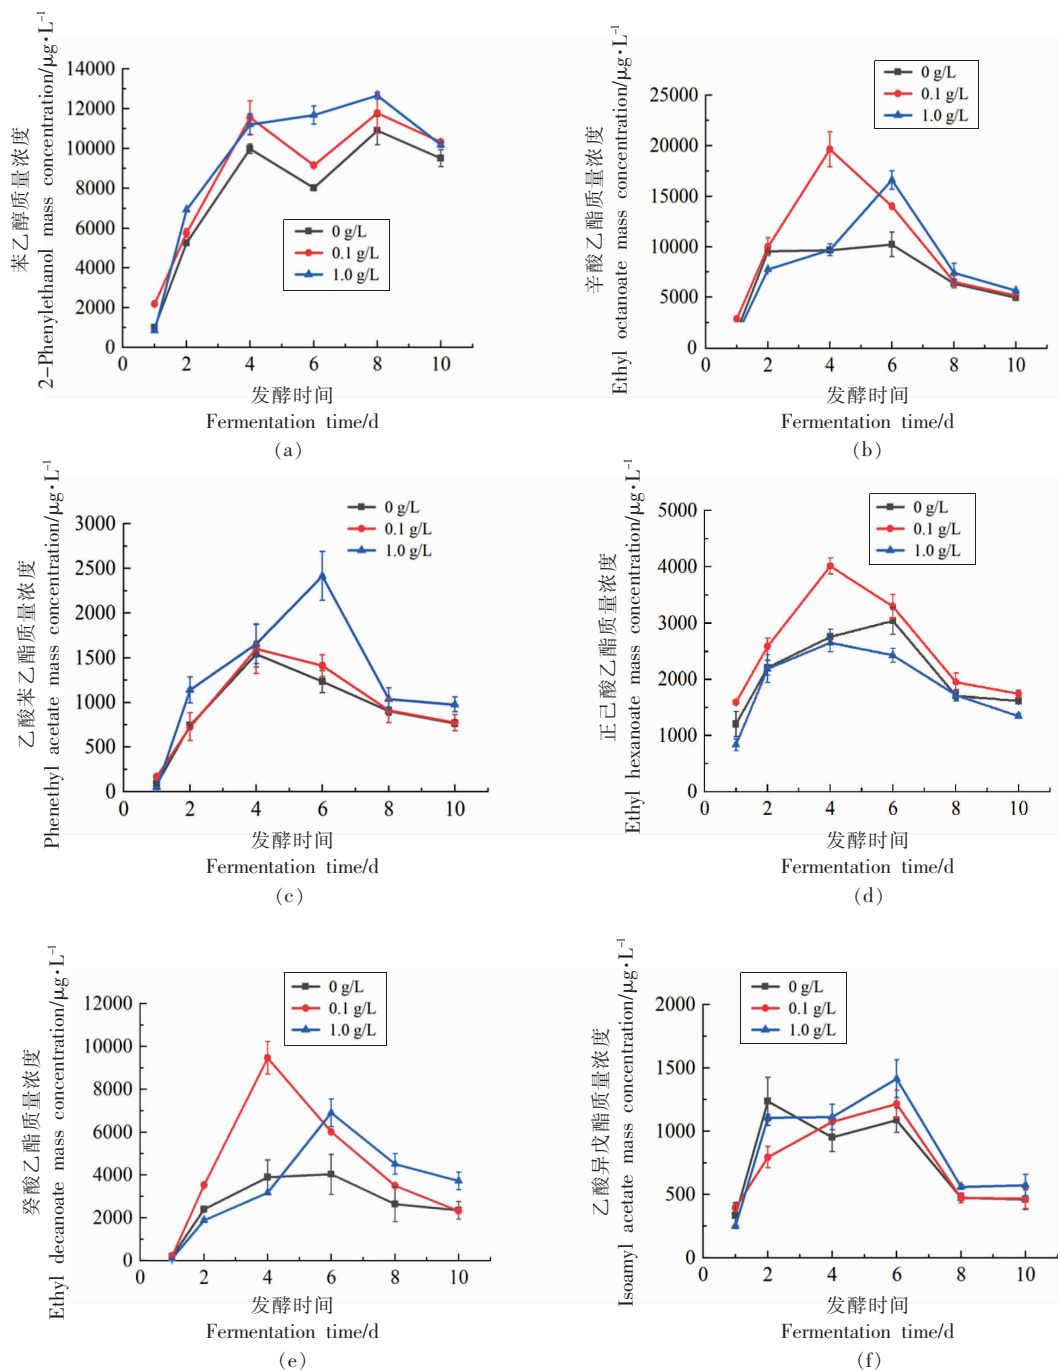 苯乙醇质量浓度
2-Phenylethanol mass concentration/μg·L⁻¹
14000
12000
10000
8000
6000
4000
2000
0
0 g/L
0.1 g/L
1.0 g/L
0 2 4 6 8 10
发酵时间
Fermentation time/d
(a)
辛酸乙酯质量浓度
Ethyl octanoate mass concentration/μg·L⁻¹
0 g/L
0.1 g/L
1.0 g/L
25000
20000
15000
10000
5000
0
0 2 4 6 8 10
发酵时间
Fermentation time/d
(b)
乙酸苯乙酯质量浓度
Phenethyl acetate mass concentration/μg·L⁻¹
0 g/L
0.1 g/L
1.0 g/L
3000
2500
2000
1500
1000
500
0
0 2 4 6 8 10
发酵时间
Fermentation time/d
(c)
正己酸乙酯质量浓度
Ethyl hexanoate mass concentration/μg·L⁻¹
0 g/L
0.1 g/L
1.0 g/L
5000
4000
3000
2000
1000
0
0 2 4 6 8 10
发酵时间
Fermentation time/d
(d)
癸酸乙酯质量浓度
Ethyl decanoate mass concentration/μg·L⁻¹
0 g/L
0.1 g/L
1.0 g/L
12000
10000
8000
6000
4000
2000
0
0 2 4 6 8 10
发酵时间
Fermentation time/d
(e)
乙酸异戊酯质量浓度
Isoamyl acetate mass concentration/μg·L⁻¹
0 g/L
0.1 g/L
1.0 g/L
2000
1500
1000
500
0
0 2 4 6 8 10
发酵时间
Fermentation time/d
(f)